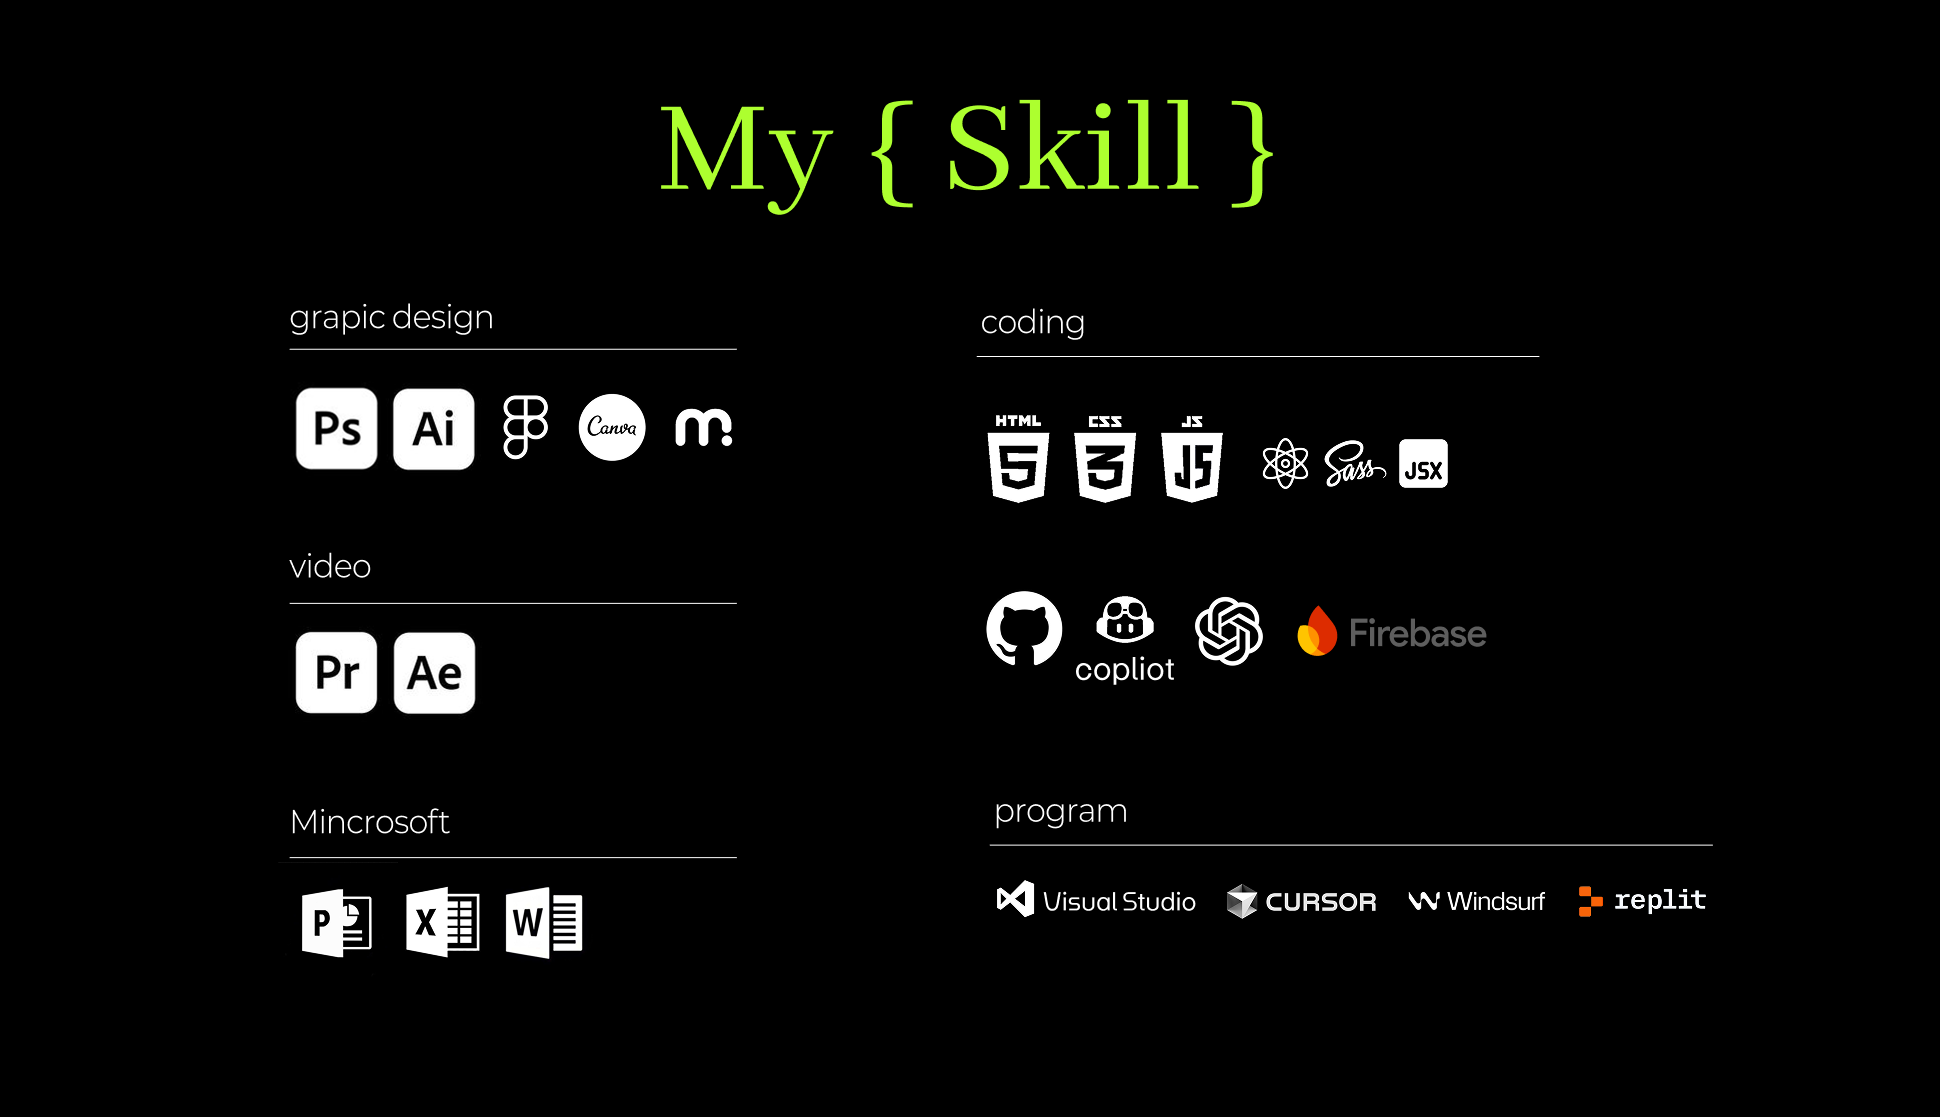 My { Skill }
grapic design
Ps Ai Canva m
video
Pr Ae
Mincrosoft
P X W
coding
HTML CSS JS
5 3 JS Sass JSX
copliot Firebase
program
Visual Studio CURSOR Windsurf replit